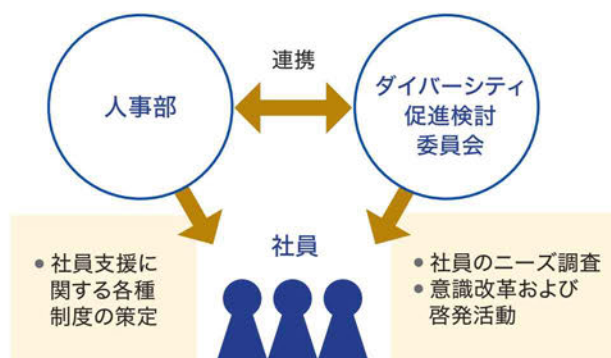 連携
人事部
ダイバーシティ
促進検討
委員会
社員
● 社員支援に
関する各種
制度の策定
● 社員のニーズ調査
● 意識改革および
啓発活動